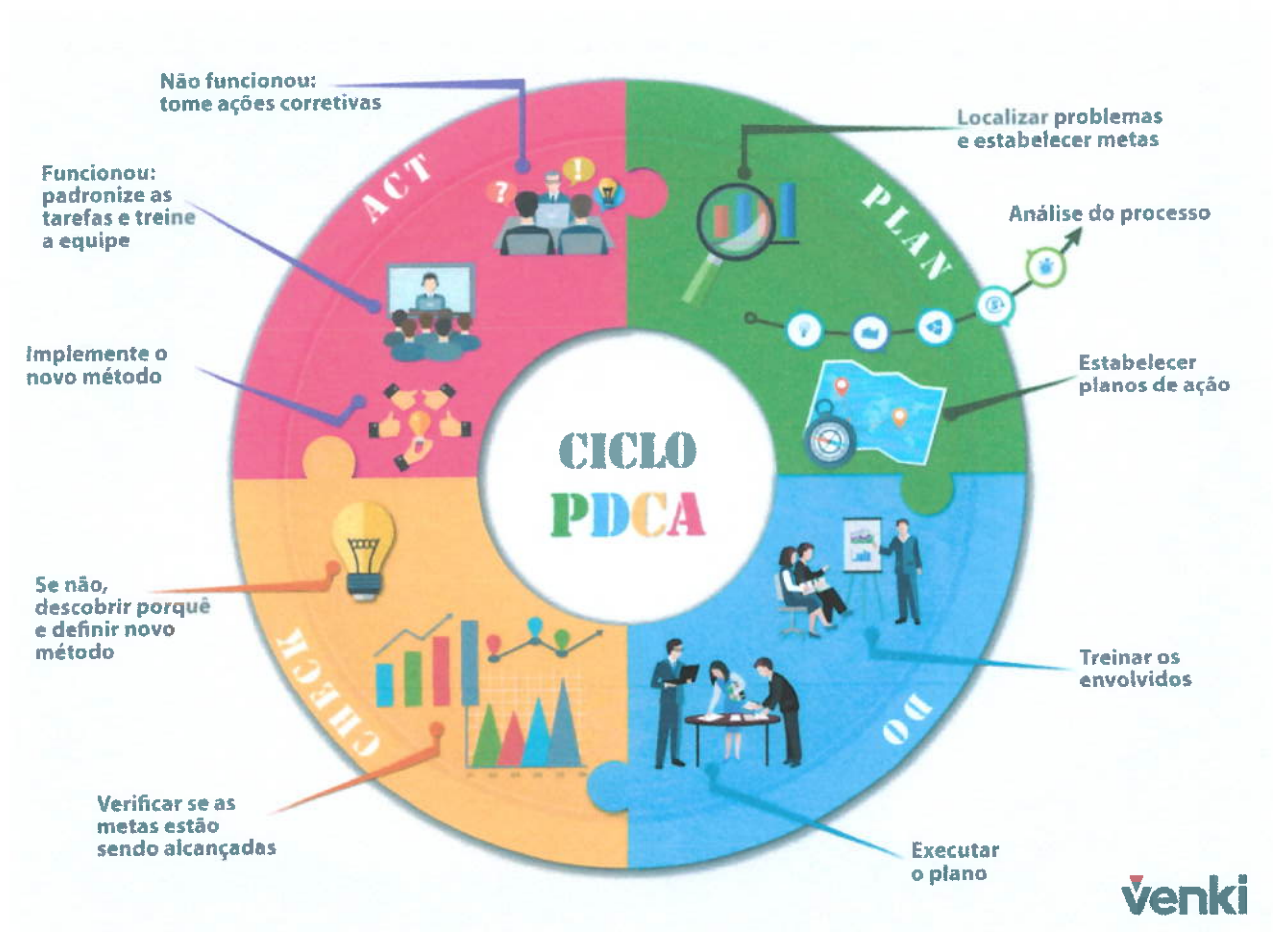 Não funcionou:
tome ações corretivas
Funcionou:
padronize as
tarefas e treine
a equipe
Implemente o
novo método
ACT
Localizar problemas
e estabelecer metas
PLAN
Análise do processo
Estabelecer
planos de ação
CICLO
PDCA
Se não,
descobrir porquê
e definir novo
método
CHECK
Verificar se as
metas estão
sendo alcançadas
DO
Treinar os
envolvidos
Executar
o plano
venki